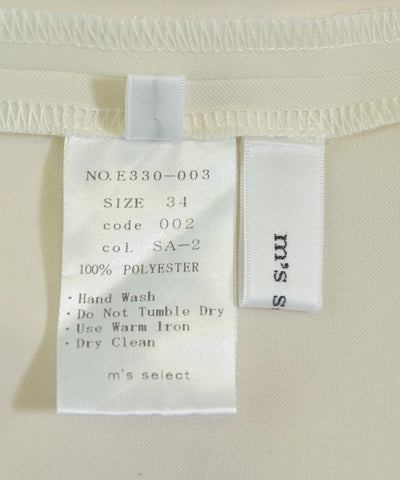 NO.E330-003
SIZE 34
code 002
col. SA-2
100% POLYESTER
・Hand Wash
・Do Not Tumble Dry
・Use Warm Iron
・Dry Clean
m's select
m's s